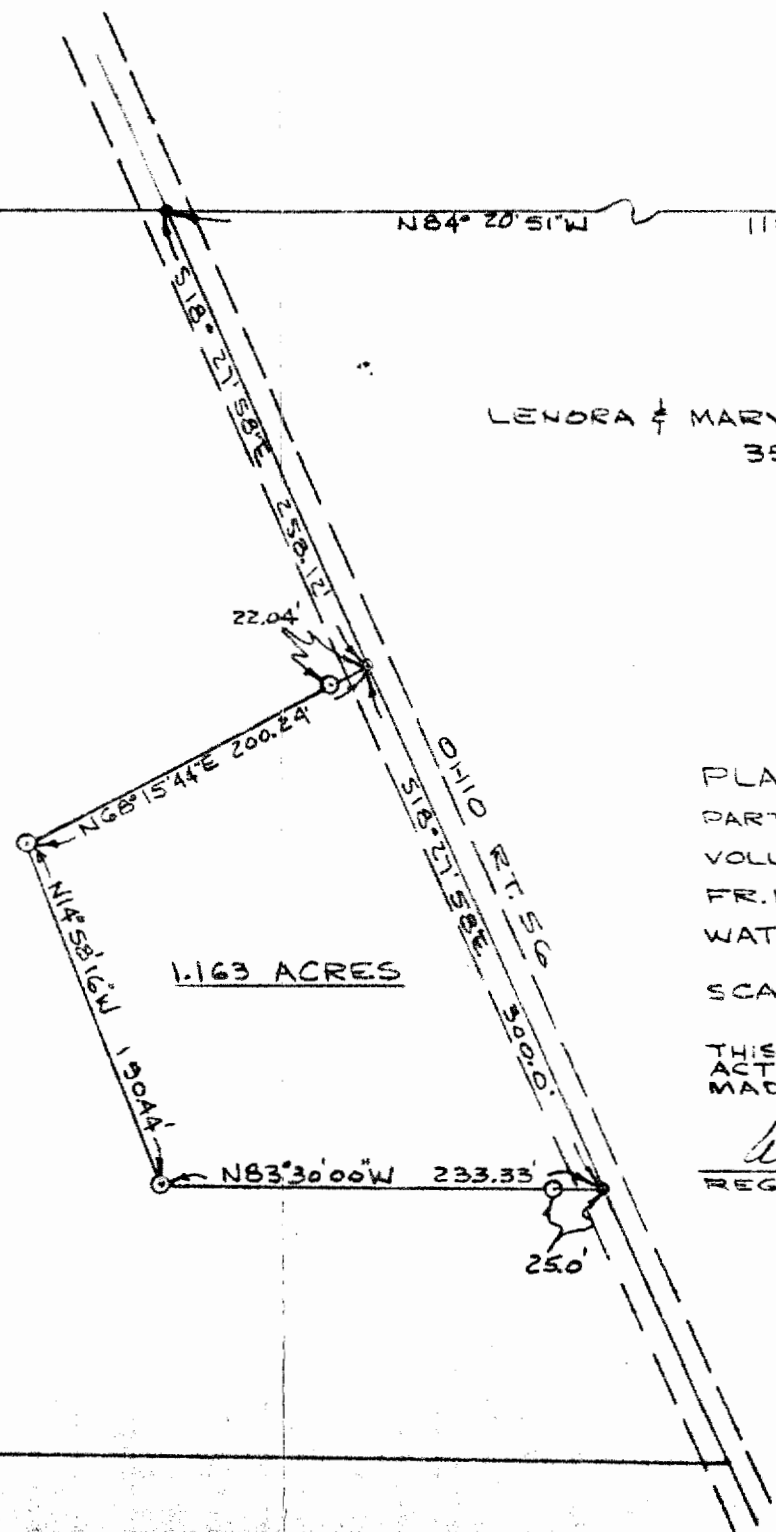 N84° 20' 51"W
S18° 27' 58"E 258.12'
LENORA & MARV
35
22.04'
N68° 15' 44"E 200.24'
OHIO RT. 56
S18° 27' 58"E 300.0'
N14° 58' 16"W 190.44'
1.163 ACRES
N83° 30' 00"W 233.33'
25.0'
PLA
PART
VOLU
FR.
WAT
SCA
THIS
ACT
MAD
REG